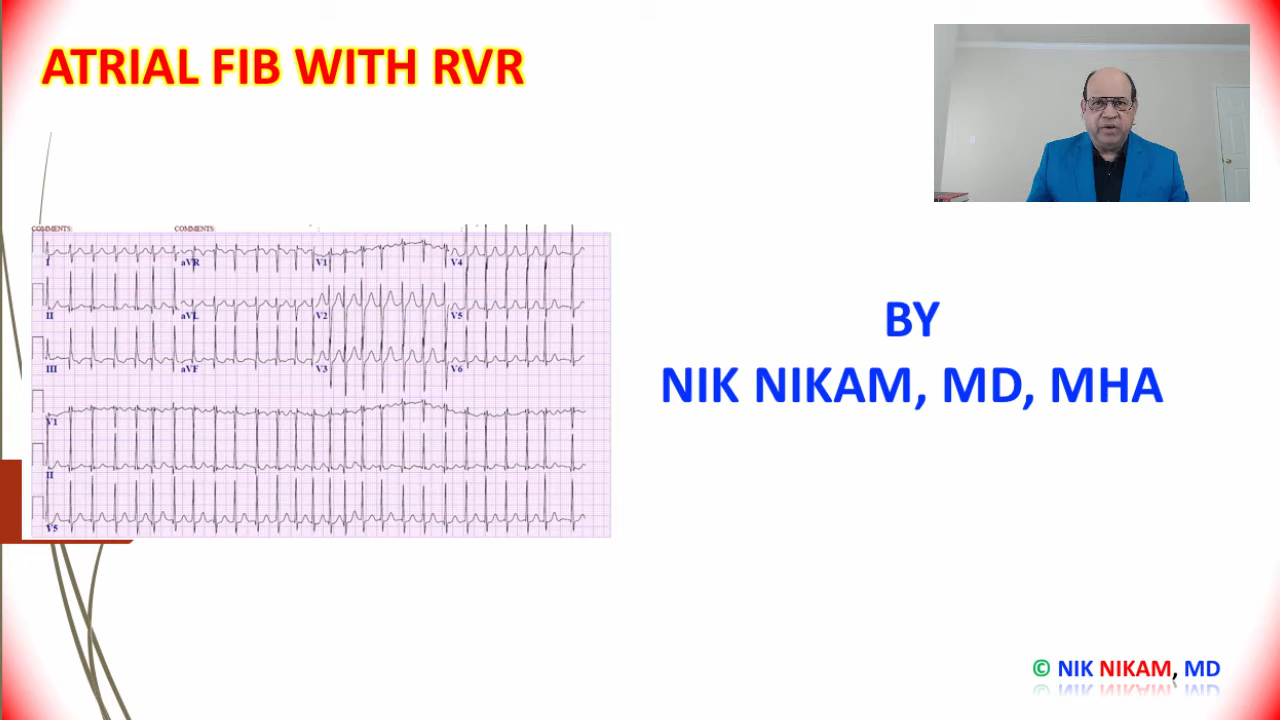 ATRIAL FIB WITH RVR
COMMENTS: COMMENTS:
I aVR V1 V4
II aVL V2 V5
III aVF V3 V6
V1
II
V5
BY
NIK NIKAM, MD, MHA
© NIK NIKAM, MD